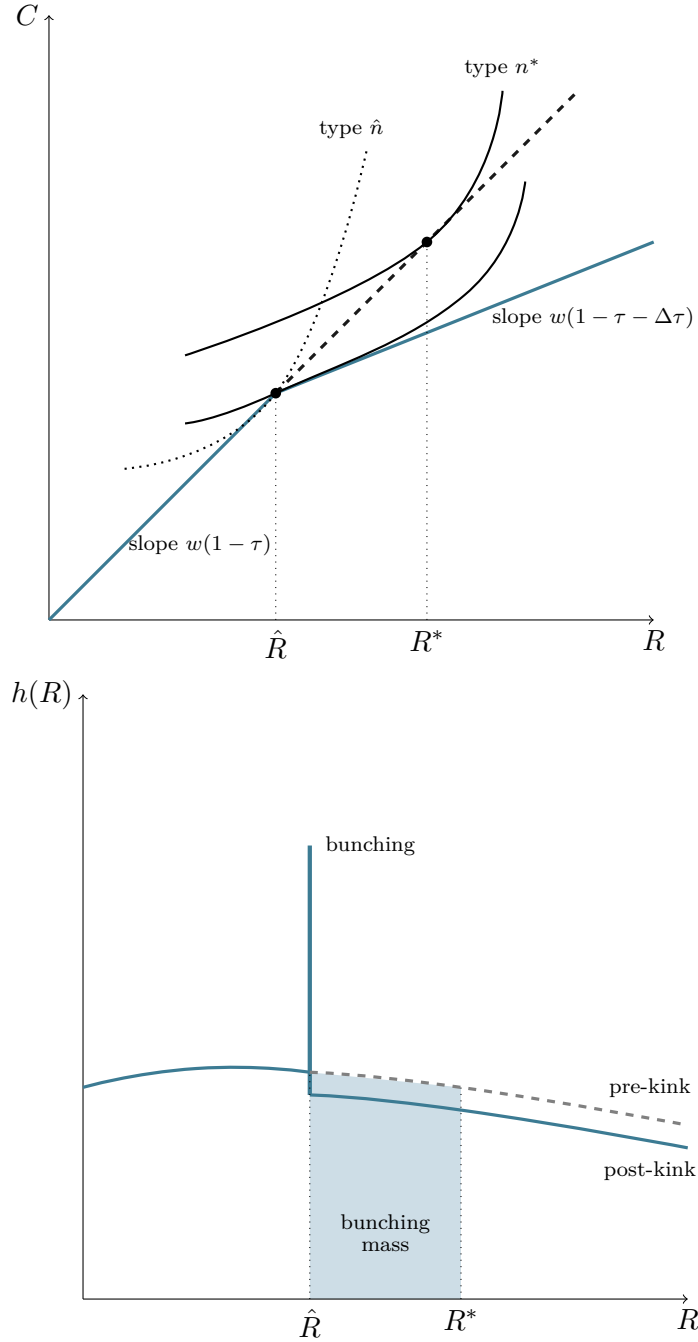 C
type n*
type n̂
slope w(1 − τ − Δτ)
slope w(1 − τ)
R̂
R*
R
h(R)
bunching
pre-kink
post-kink
bunching
mass
R̂
R*
R